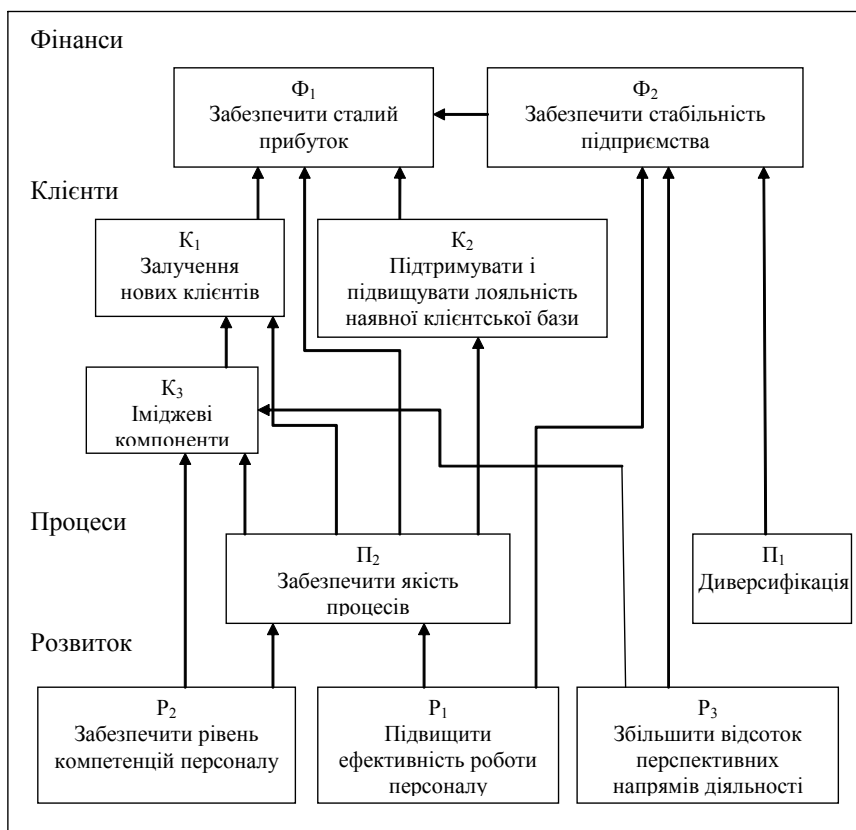 Фінанси
Ф₁
Забезпечити сталий
прибуток
Ф₂
Забезпечити стабільність
підприємства
Клієнти
К₁
Залучення
нових клієнтів
К₂
Підтримувати і
підвищувати лояльність
наявної клієнтської бази
К₃
Іміджеві
компоненти
Процеси
П₂
Забезпечити якість
процесів
П₁
Диверсифікація
Розвиток
Р₂
Забезпечити рівень
компетенцій персоналу
Р₁
Підвищити
ефективність роботи
персоналу
Р₃
Збільшити відсоток
перспективних
напрямів діяльності